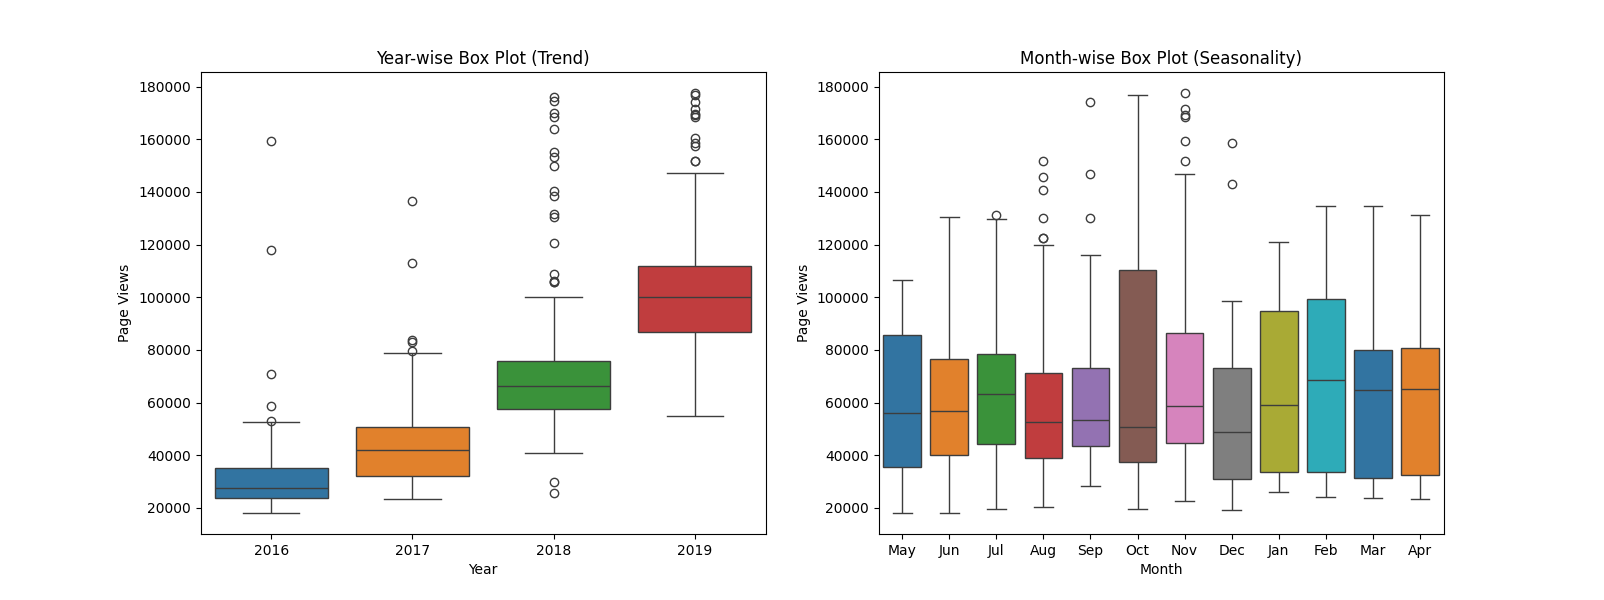 Year-wise Box Plot (Trend)
Page Views
180000
160000
140000
120000
100000
80000
60000
40000
20000
2016 2017 2018 2019
Year
Month-wise Box Plot (Seasonality)
Page Views
180000
160000
140000
120000
100000
80000
60000
40000
20000
May Jun Jul Aug Sep Oct Nov Dec Jan Feb Mar Apr
Month